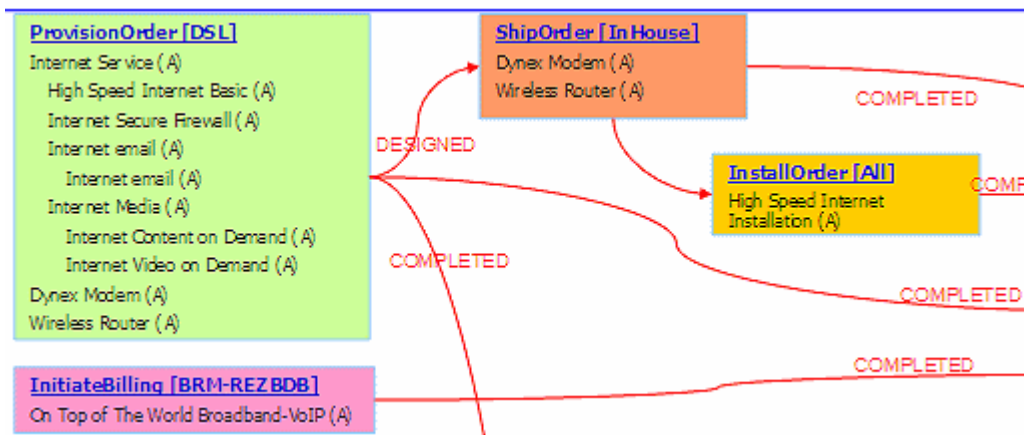 ProvisionOrder [DSL]
Internet Service (A)
High Speed Internet Basic (A)
Internet Secure Firewall (A)
Internet email (A)
Internet email (A)
Internet Media (A)
Internet Content on Demand (A)
Internet Video on Demand (A)
Dynex Modem (A)
Wireless Router (A)
ShipOrder [InHouse]
Dynex Modem (A)
Wireless Router (A)
COMPLETED
DESIGNED
InstallOrder [All]
High Speed Internet
Installation (A)
COMP
COMPLETED
COMPLETED
InitiateBilling [BRM-REZBDB]
On Top of The World Broadband-VoIP (A)
COMPLETED